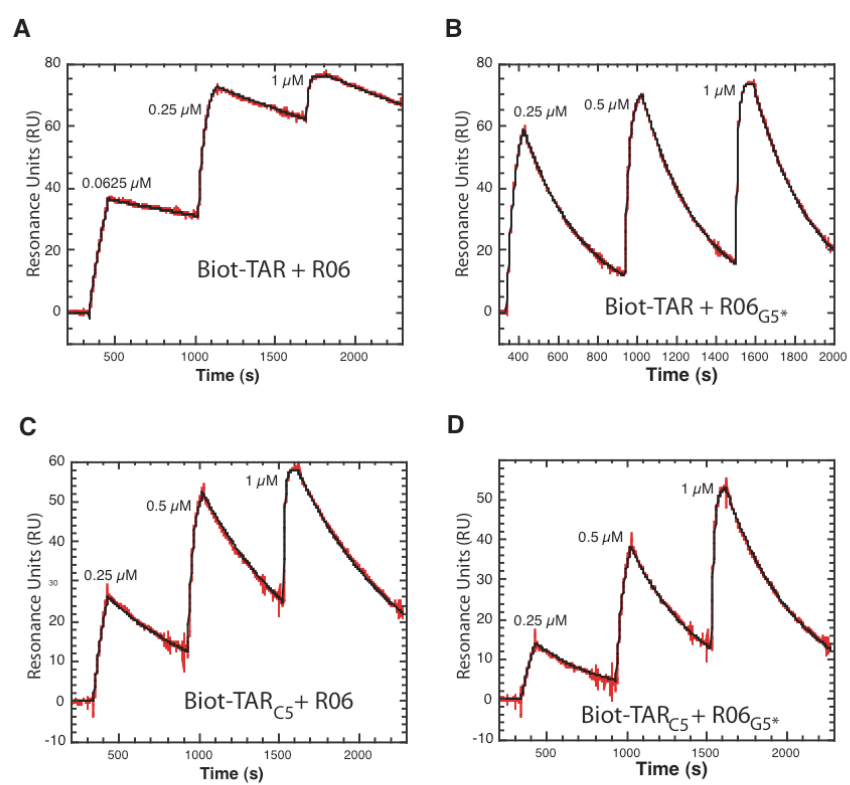 A
80
60
40
20
0
Resonance Units (RU)
0.0625 µM
0.25 µM
1 µM
Biot-TAR + R06
500 1000 1500 2000
Time (s)
B
80
60
40
20
0
Resonance Units (RU)
0.25 µM
0.5 µM
1 µM
Biot-TAR + R06G5*
400 600 800 1000 1200 1400 1600 1800 2000
Time (s)
C
60
50
40
30
20
10
0
-10
Resonance Units (RU)
0.25 µM
0.5 µM
1 µM
Biot-TARC5+ R06
500 1000 1500 2000
Time (s)
D
50
40
30
20
10
0
-10
Resonance Units (RU)
0.25 µM
0.5 µM
1 µM
Biot-TARC5+ R06G5*
500 1000 1500 2000
Time (s)